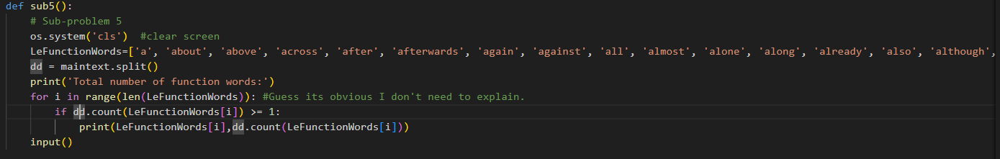 def sub5():
    # Sub-problem 5
    os.system('cls')  #clear screen
    LeFunctionWords=['a', 'about', 'above', 'across', 'after', 'afterwards', 'again', 'against', 'all', 'almost', 'alone', 'along', 'already', 'also', 'although',
    dd = maintext.split()
    print('Total number of function words:')
    for i in range(len(LeFunctionWords)): #Guess its obvious I don't need to explain.
        if dd.count(LeFunctionWords[i]) >= 1:
            print(LeFunctionWords[i],dd.count(LeFunctionWords[i]))
    input()